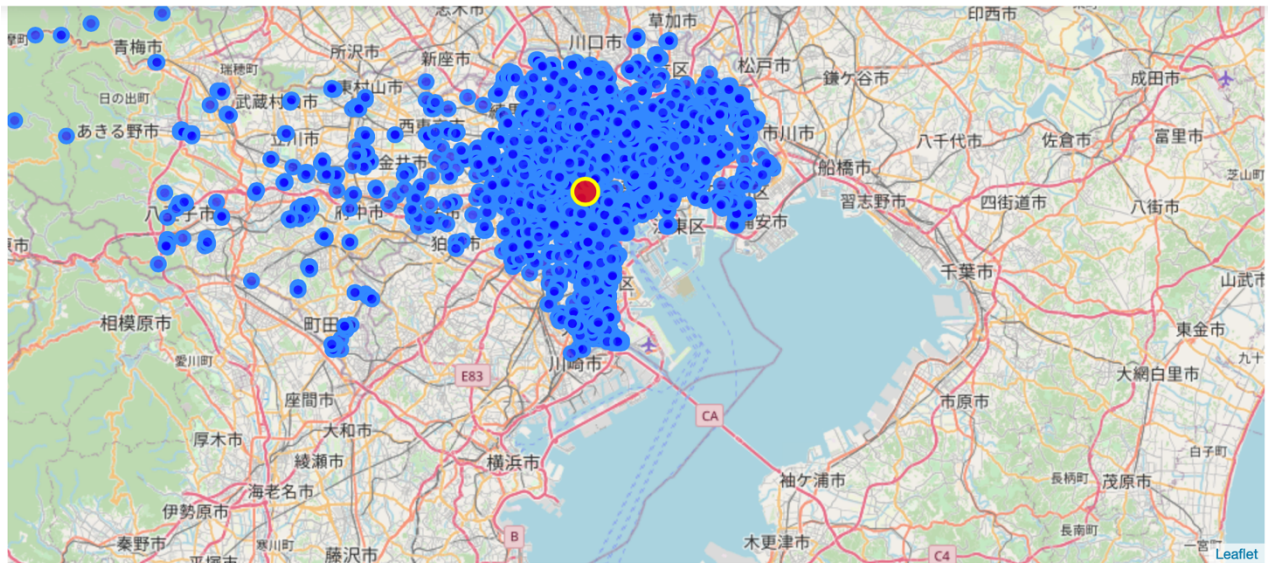 志木市
草加市
印西市
川口市
青梅市
所沢市
新座市
松戸市
鎌ケ谷市
成田市
瑞穂町
東村山市
日の出町
武蔵村
市
区
練馬
あきる野市
立川市
西東京市
市川市
八千代市
佐倉市
富里市
金井市
船橋市
芝山町
八王子市
府中市
区
習志野市
四街道市
八街市
狛江市
江東区
浦安市
区
千葉市
山武市
相模原市
町田
東金市
愛川町
川崎市
九十
E83
大網白里市
座間市
市原市
CA
厚木市
大和市
綾瀬市
横浜市
白子町
海老名市
袖ケ浦市
長柄町
茂原市
伊勢原市
B
長南町
秦野市
寒川町
藤沢市
木更津市
C4
一宮町
平塚市
Leaflet